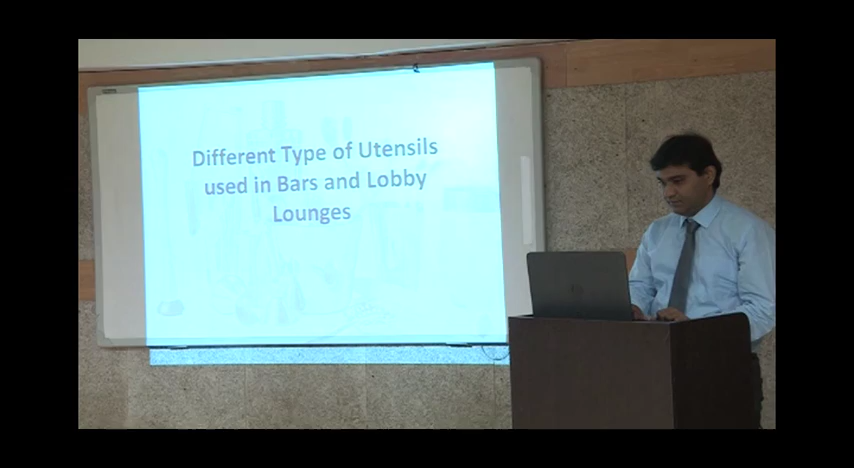 Different Type of Utensils
used in Bars and Lobby
Lounges